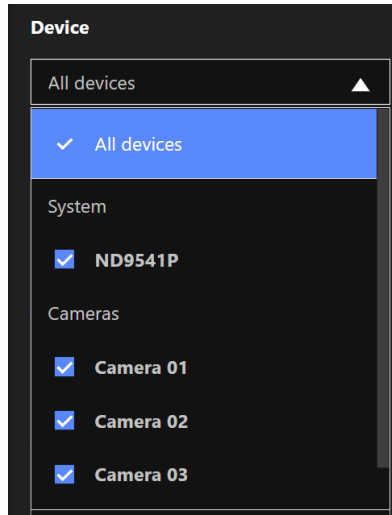 Device
All devices
All devices
System
ND9541P
Cameras
Camera 01
Camera 02
Camera 03